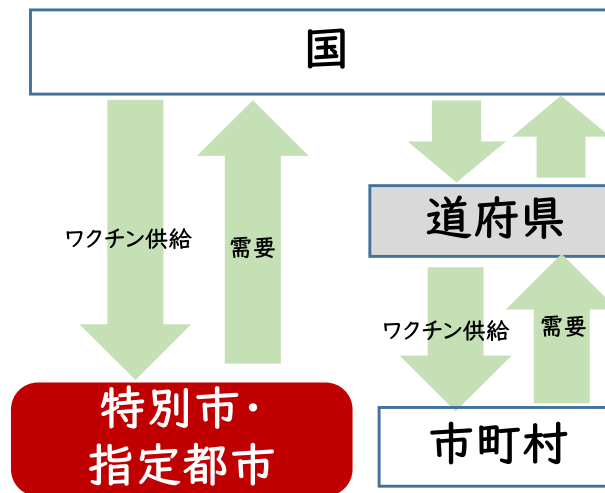 国
ワクチン供給
需要
道府県
ワクチン供給
需要
特別市・
指定都市
市町村